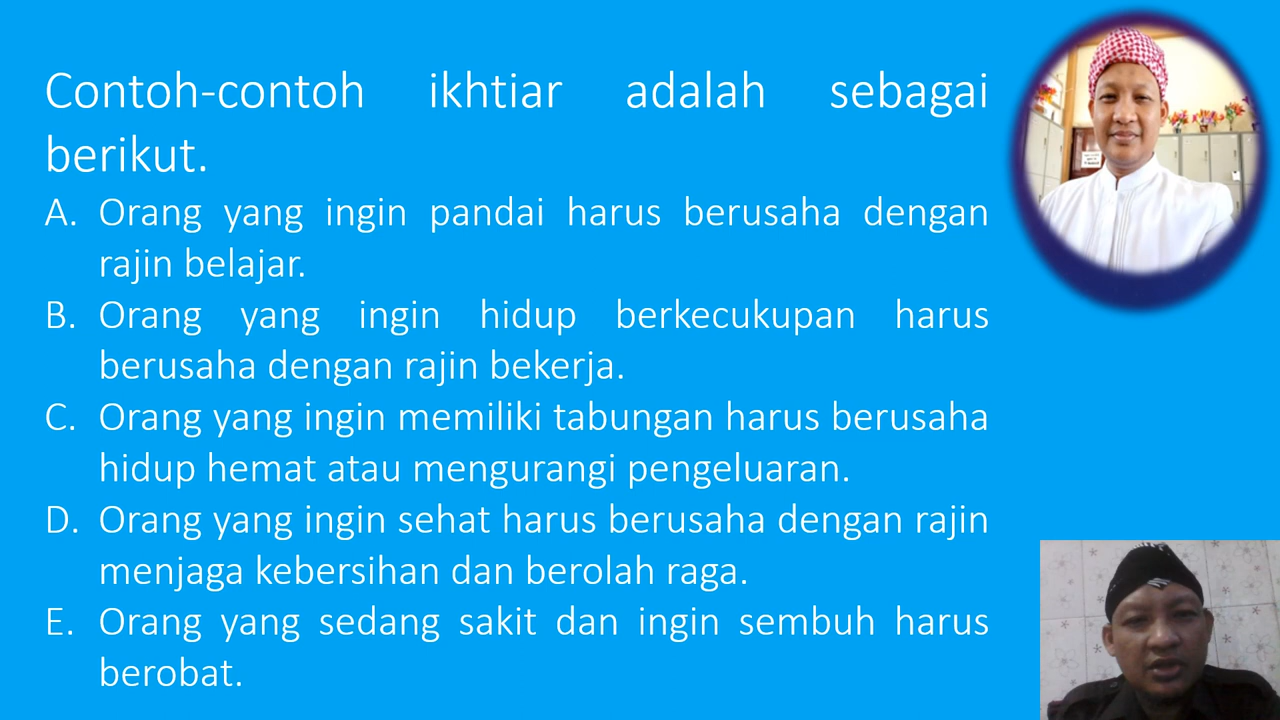 Contoh-contoh ikhtiar adalah sebagai
berikut.
A. Orang yang ingin pandai harus berusaha dengan
rajin belajar.
B. Orang yang ingin hidup berkecukupan harus
berusaha dengan rajin bekerja.
C. Orang yang ingin memiliki tabungan harus berusaha
hidup hemat atau mengurangi pengeluaran.
D. Orang yang ingin sehat harus berusaha dengan rajin
menjaga kebersihan dan berolah raga.
E. Orang yang sedang sakit dan ingin sembuh harus
berobat.